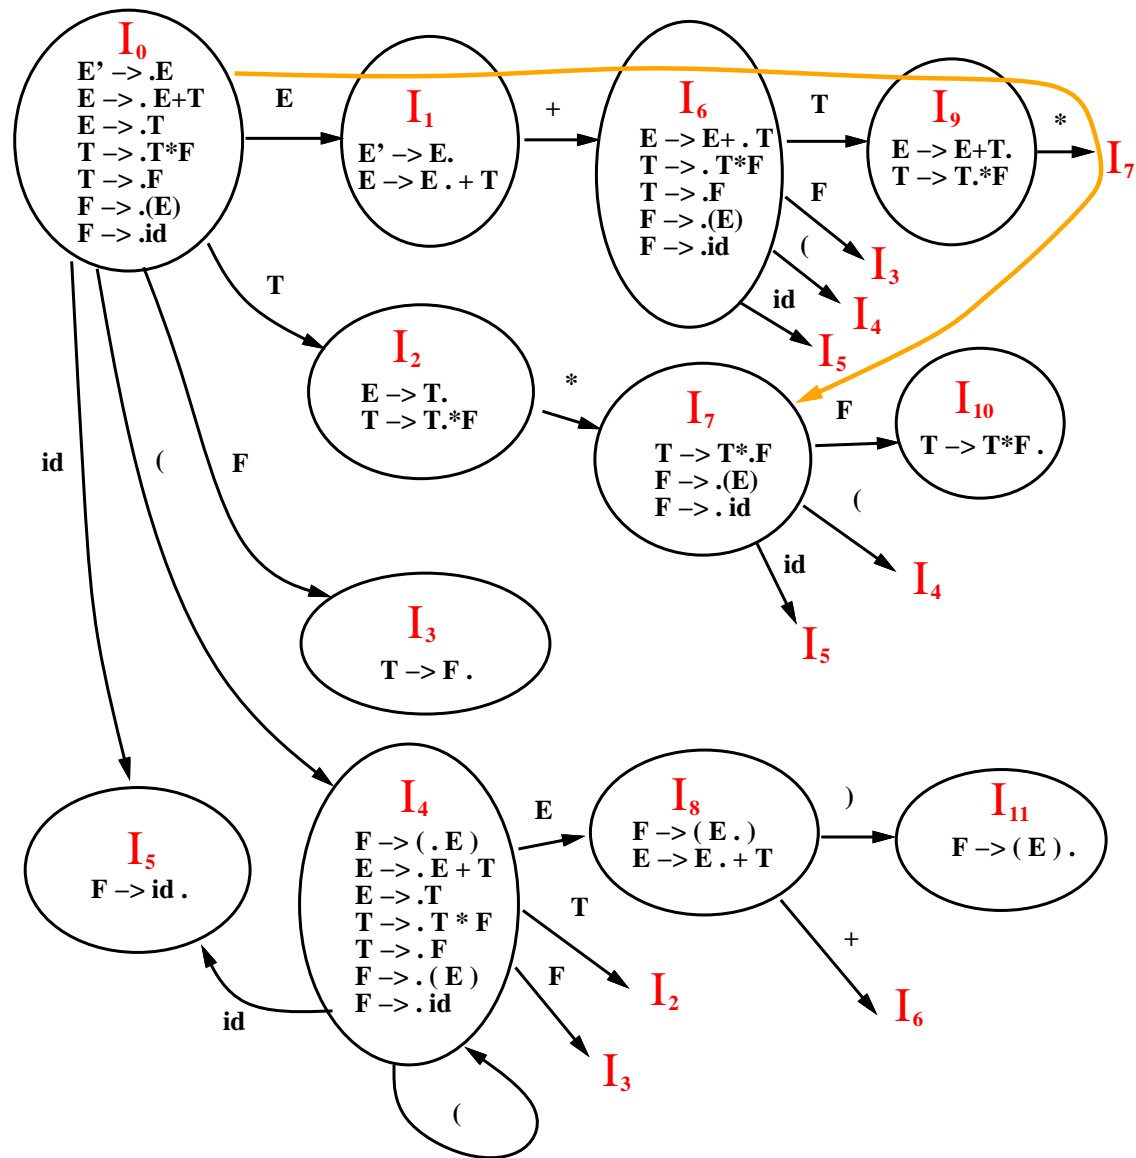 I0
E’ –> .E
E –> . E+T
E –> .T
T –> .T*F
T –> .F
F –> .(E)
F –> .id
E
I1
E’ –> E.
E –> E . + T
+
I6
E –> E+ . T
T –> . T*F
T –> .F
F –> .(E)
F –> .id
T
I9
E –> E+T.
T –> T.*F
*
I7
F
I3
(
I4
id
I5
T
I2
E –> T.
T –> T.*F
*
I7
T –> T*.F
F –> .(E)
F –> . id
F
I10
T –> T*F .
(
I4
id
I5
id
(
F
I3
T –> F .
I5
F –> id .
I4
F –> ( . E )
E –> . E + T
E –> .T
T –> . T * F
T –> . F
F –> . ( E )
F –> . id
E
I8
F –> ( E . )
E –> E . + T
)
I11
F –> ( E ) .
T
I2
F
I3
+
I6
id
(